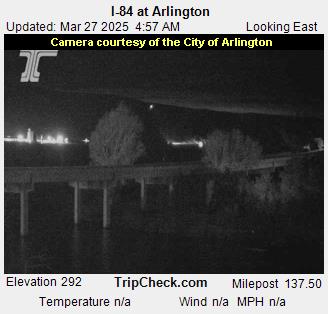 I-84 at Arlington
Updated: Mar 27 2025 4:57 AM Looking East
Camera courtesy of the City of Arlington
Elevation 292 TripCheck.com Milepost 137.50
Temperature n/a Wind n/a MPH n/a